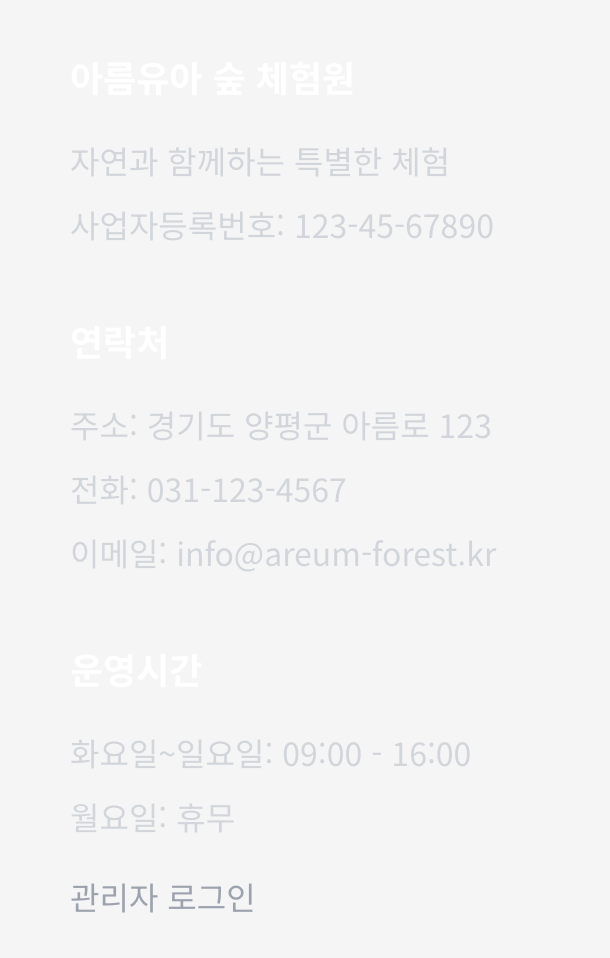 아름유아 숲 체험원
자연과 함께하는 특별한 체험
사업자등록번호: 123-45-67890
연락처
주소: 경기도 양평군 아름로 123
전화: 031-123-4567
이메일: info@areum-forest.kr
운영시간
화요일~일요일: 09:00 - 16:00
월요일: 휴무
관리자 로그인